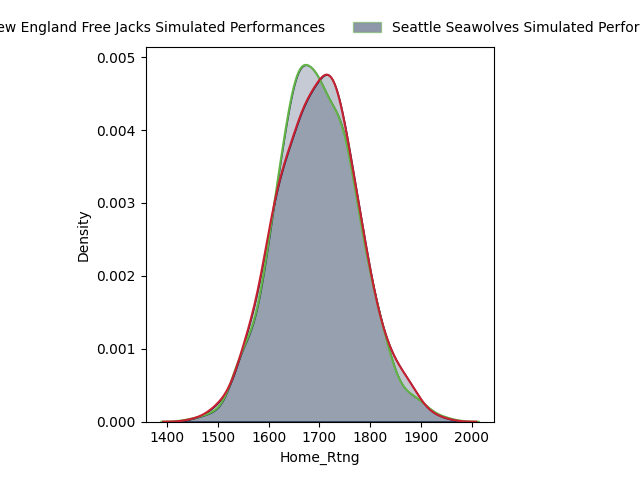 ew England Free Jacks Simulated Performances Seattle Seawolves Simulated Perfor
0.005
0.004
0.003
0.002
0.001
0.000
Density
1400 1500 1600 1700 1800 1900 2000
Home_Rtng